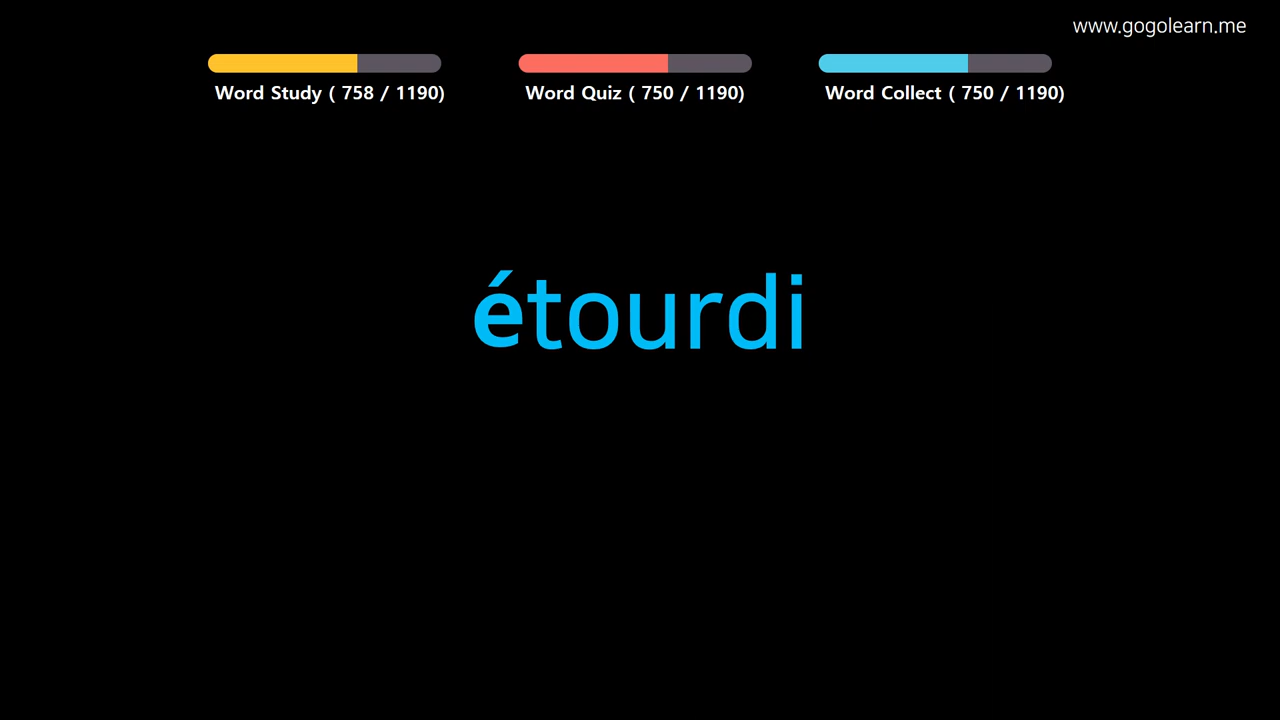 www.gogolearn.me
Word Study ( 758 / 1190)
Word Quiz ( 750 / 1190)
Word Collect ( 750 / 1190)
étourdi